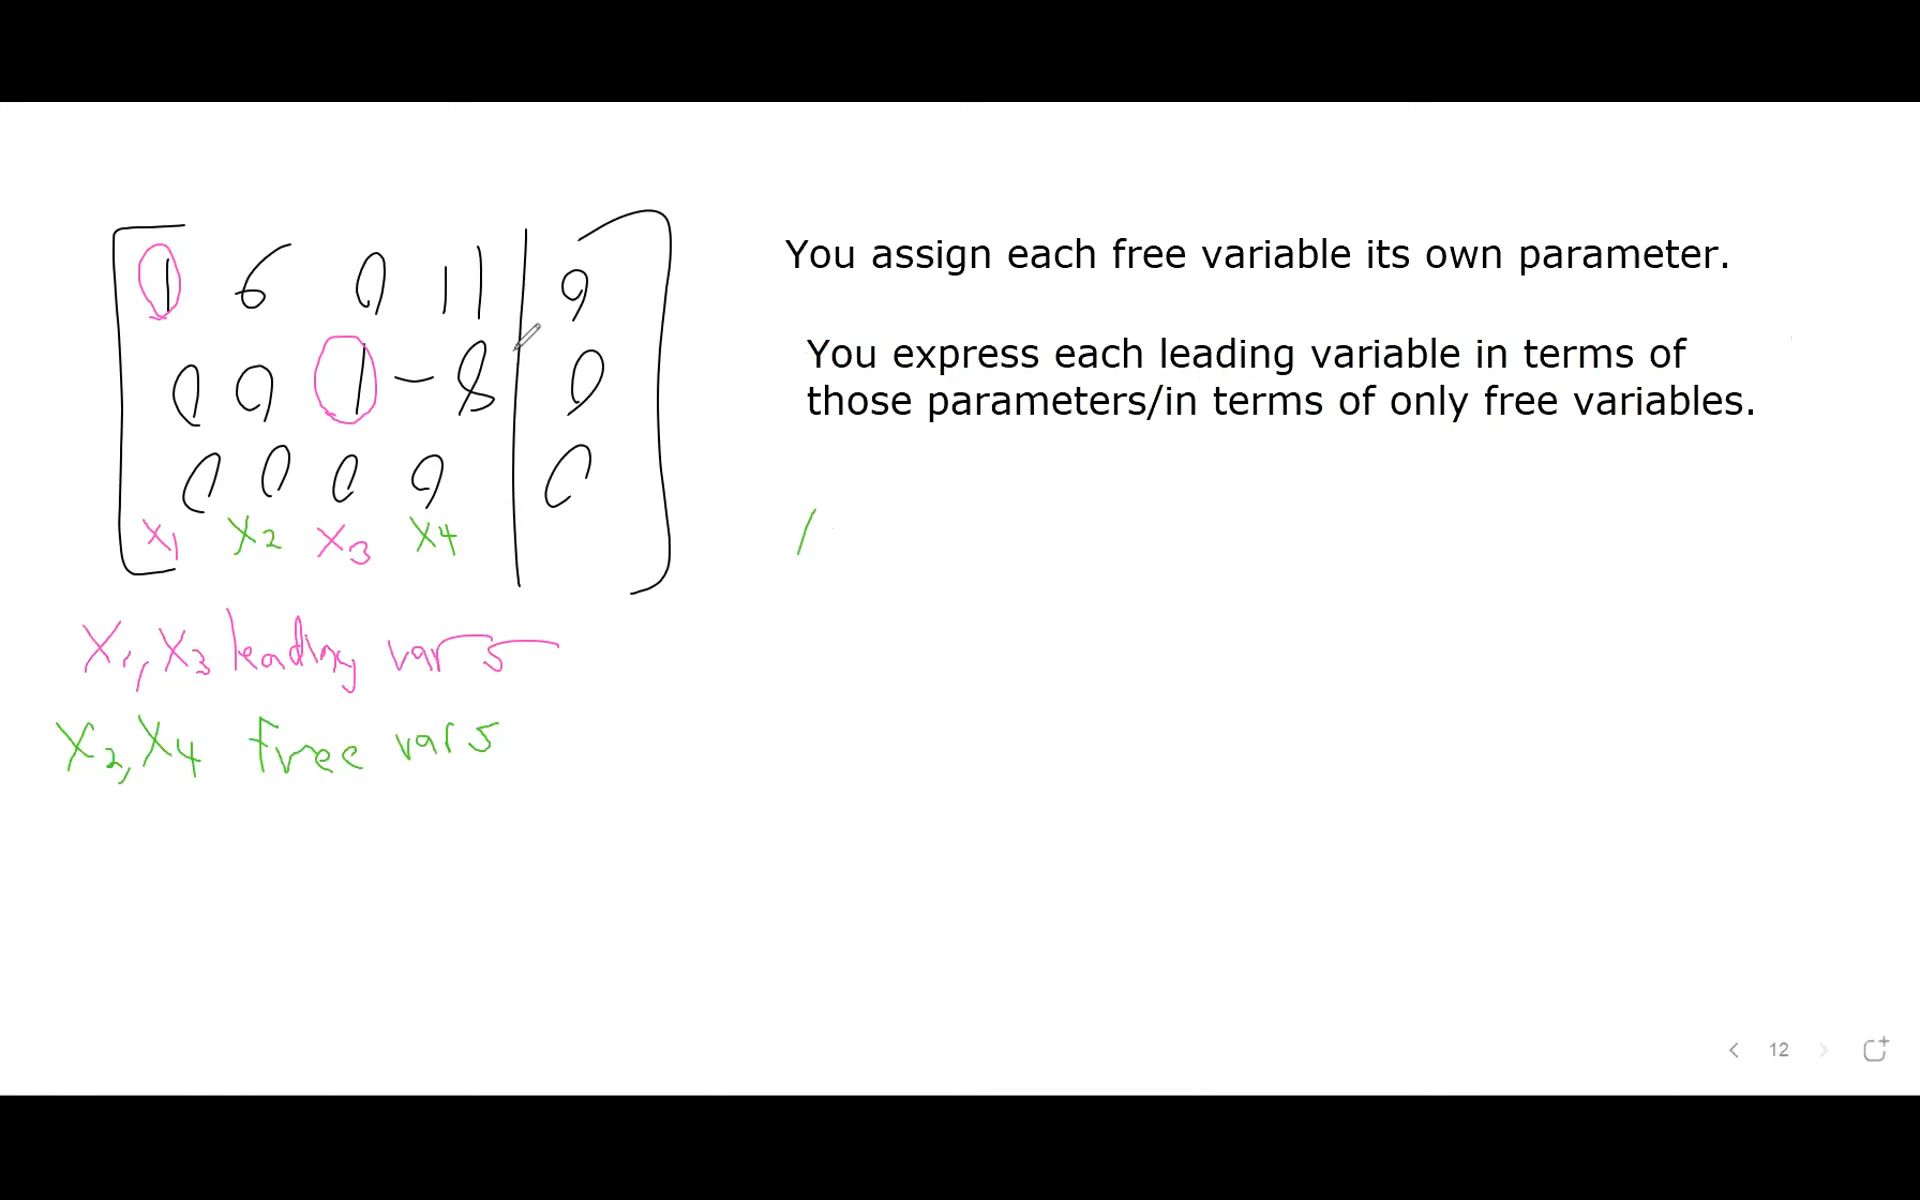 1 6 0 11 | 9
0 0 1 -8 | 0
0 0 0 0 | 0
x1 x2 x3 x4
x1, x3 leading vars
x2, x4 free vars
You assign each free variable its own parameter.
You express each leading variable in terms of
those parameters/in terms of only free variables.
< 12 >